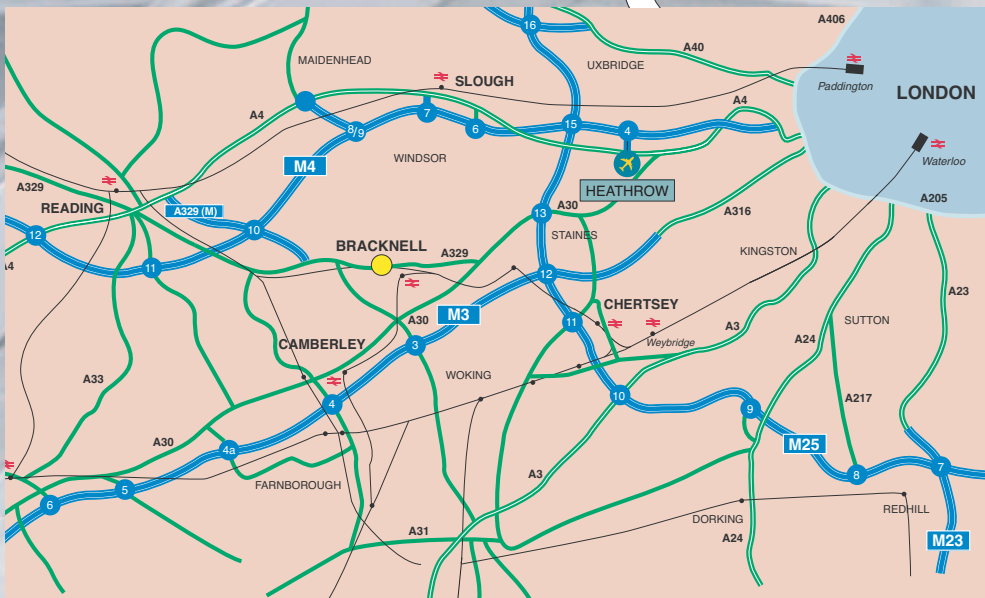 16
A406
A40
MAIDENHEAD
UXBRIDGE
SLOUGH
Paddington
LONDON
A4
A4
7
8/9
6
15
4
WINDSOR
M4
Waterloo
HEATHROW
A329
A329 (M)
READING
A205
A30
13
A316
12
10
STAINES
BRACKNELL
A329
KINGSTON
A4
11
12
A23
CHERTSEY
M3
A30
11
A3
SUTTON
3
CAMBERLEY
Weybridge
A24
A33
WOKING
10
A217
4
9
A30
M25
4a
7
A3
8
FARNBOROUGH
5
6
REDHILL
DORKING
A31
A24
M23